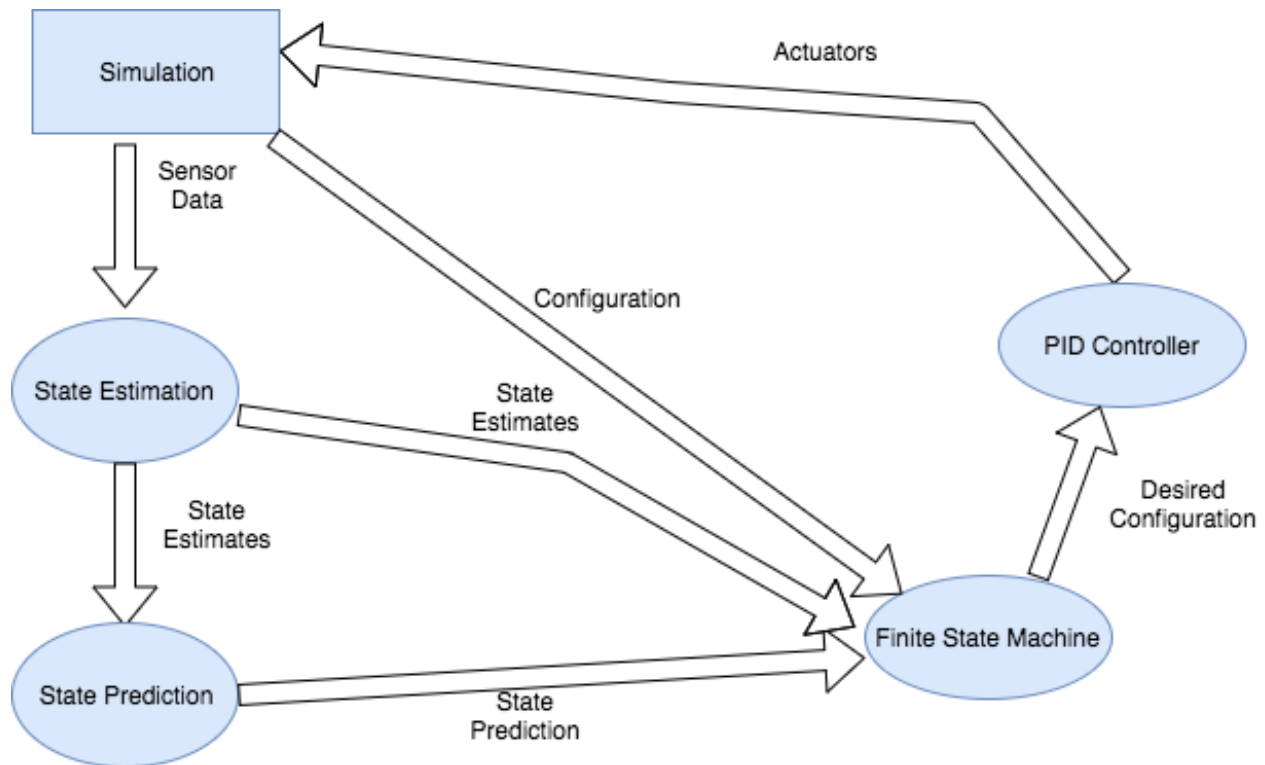 Actuators
Simulation
Sensor
Data
Configuration
PID Controller
State Estimation
State
Estimates
State
Estimates
Desired
Configuration
Finite State Machine
State Prediction
State
Prediction